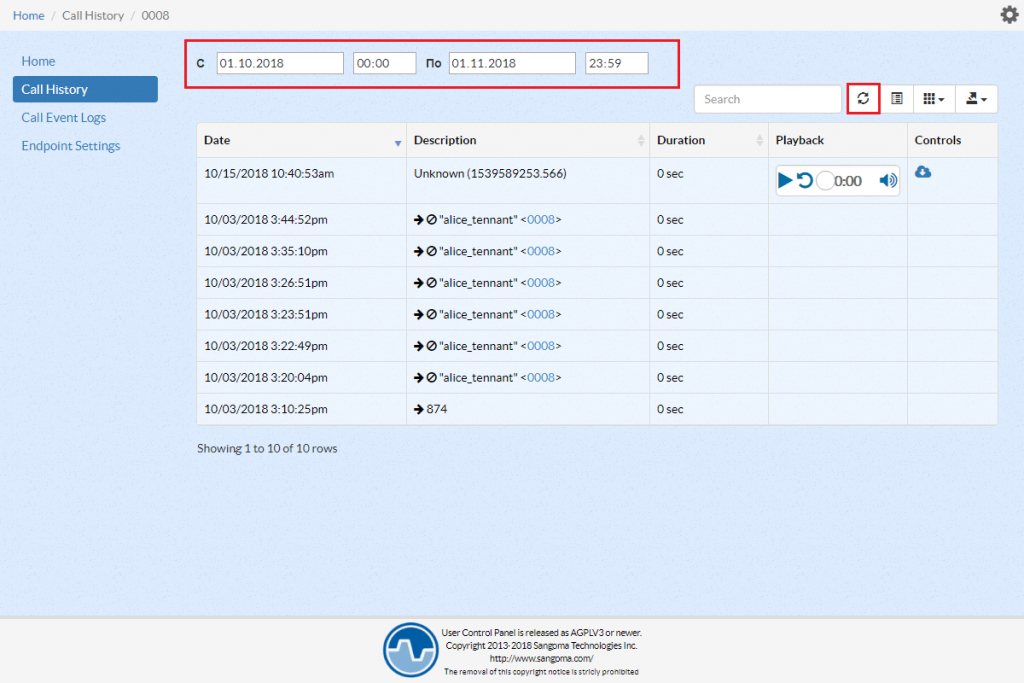 Home / Call History / 0008
Home
Call History
Call Event Logs
Endpoint Settings
С 01.10.2018 00:00 По 01.11.2018 23:59
Search
Date Description Duration Playback Controls
10/15/2018 10:40:53am Unknown (1539589253.566) 0 sec 0:00
10/03/2018 3:44:52pm "alice_tennant" <0008> 0 sec
10/03/2018 3:35:10pm "alice_tennant" <0008> 0 sec
10/03/2018 3:26:51pm "alice_tennant" <0008> 0 sec
10/03/2018 3:23:51pm "alice_tennant" <0008> 0 sec
10/03/2018 3:22:49pm "alice_tennant" <0008> 0 sec
10/03/2018 3:20:04pm "alice_tennant" <0008> 0 sec
10/03/2018 3:10:25pm 874 0 sec
Showing 1 to 10 of 10 rows
User Control Panel is released as AGPLV3 or newer.
Copyright 2013-2018 Sangoma Technologies Inc.
http://www.sangoma.com/
The removal of this copyright notice is stricly prohibited